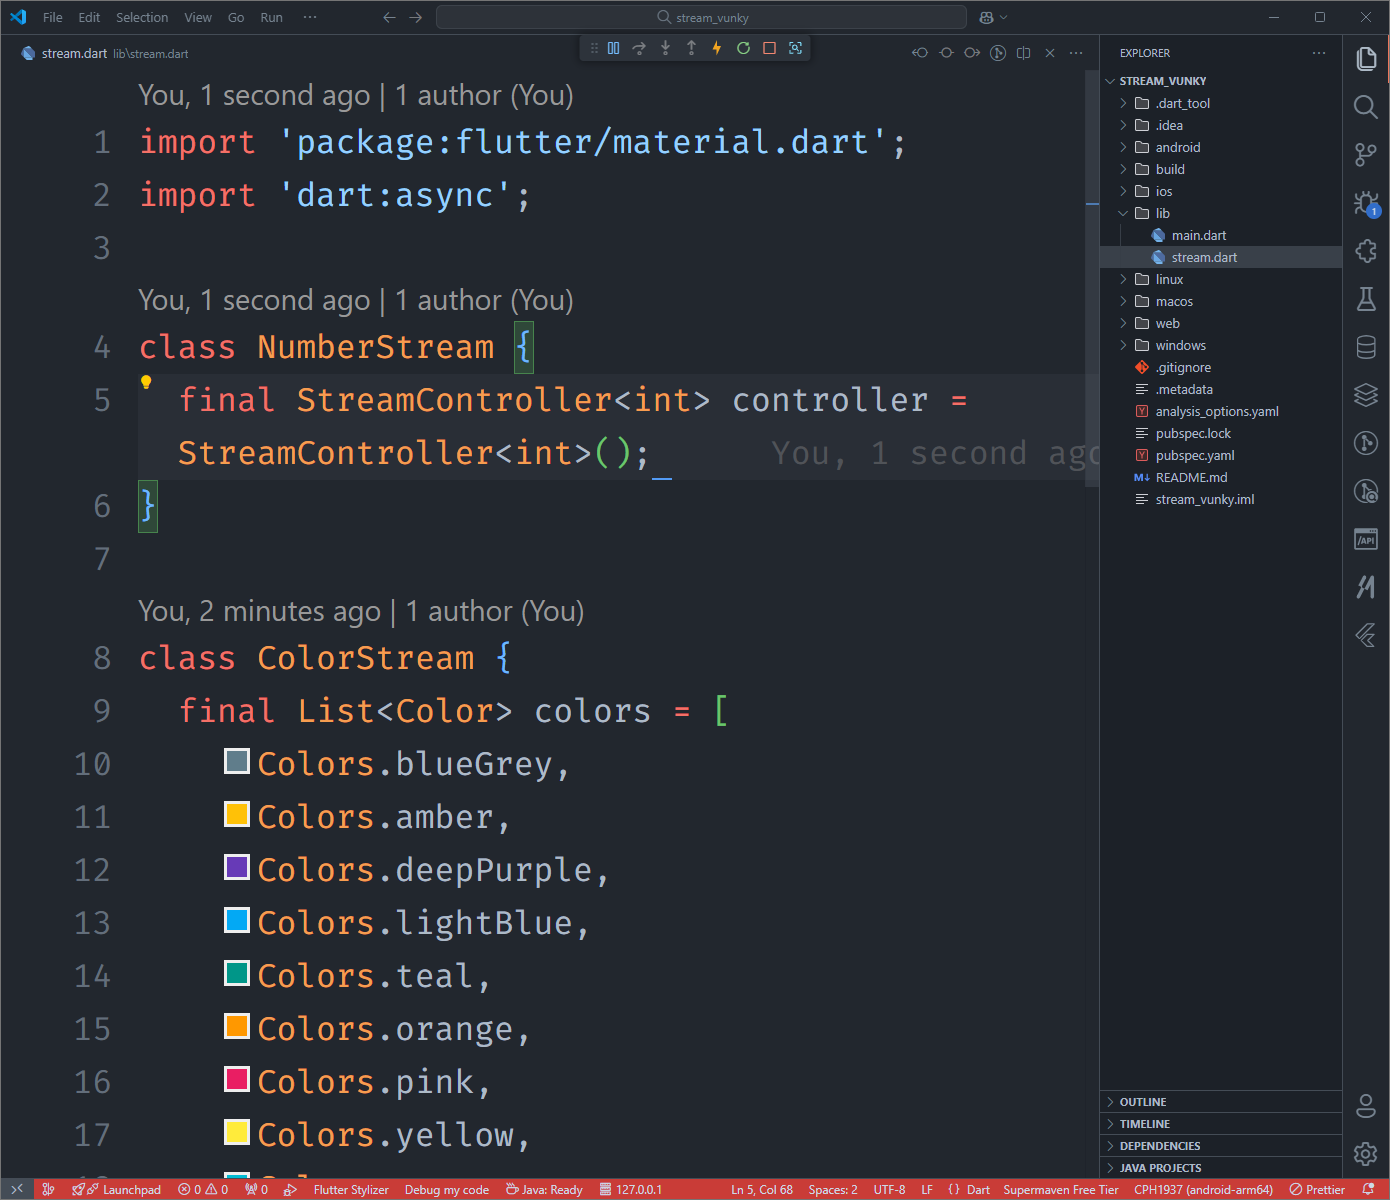 File Edit Selection View Go Run ··· stream_vunky
stream.dart lib\stream.dart
You, 1 second ago | 1 author (You)
1 import 'package:flutter/material.dart';
2 import 'dart:async';
3
You, 1 second ago | 1 author (You)
4 class NumberStream {
5 final StreamController<int> controller =
StreamController<int>(); You, 1 second ago
6 }
7
You, 2 minutes ago | 1 author (You)
8 class ColorStream {
9 final List<Color> colors = [
10 Colors.blueGrey,
11 Colors.amber,
12 Colors.deepPurple,
13 Colors.lightBlue,
14 Colors.teal,
15 Colors.orange,
16 Colors.pink,
17 Colors.yellow,
EXPLORER ···
STREAM_VUNKY
.dart_tool
.idea
android
build
ios
lib
main.dart
stream.dart
linux
macos
web
windows
.gitignore
.metadata
Y analysis_options.yaml
pubspec.lock
Y pubspec.yaml
M↓ README.md
stream_vunky.iml
OUTLINE
TIMELINE
DEPENDENCIES
JAVA PROJECTS
1
/API
Launchpad 0 0 0 Flutter Stylizer Debug my code Java: Ready 127.0.0.1 Ln 5, Col 68 Spaces: 2 UTF-8 LF {} Dart Supermaven Free Tier CPH1937 (android-arm64) Prettier